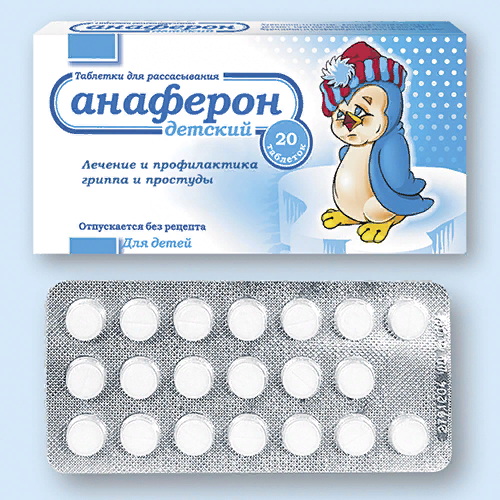 Таблетки для рассасывания
анаферон
детский
20
таблеток
Лечение и профилактика
гриппа и простуды
Отпускается без рецепта
Для детей